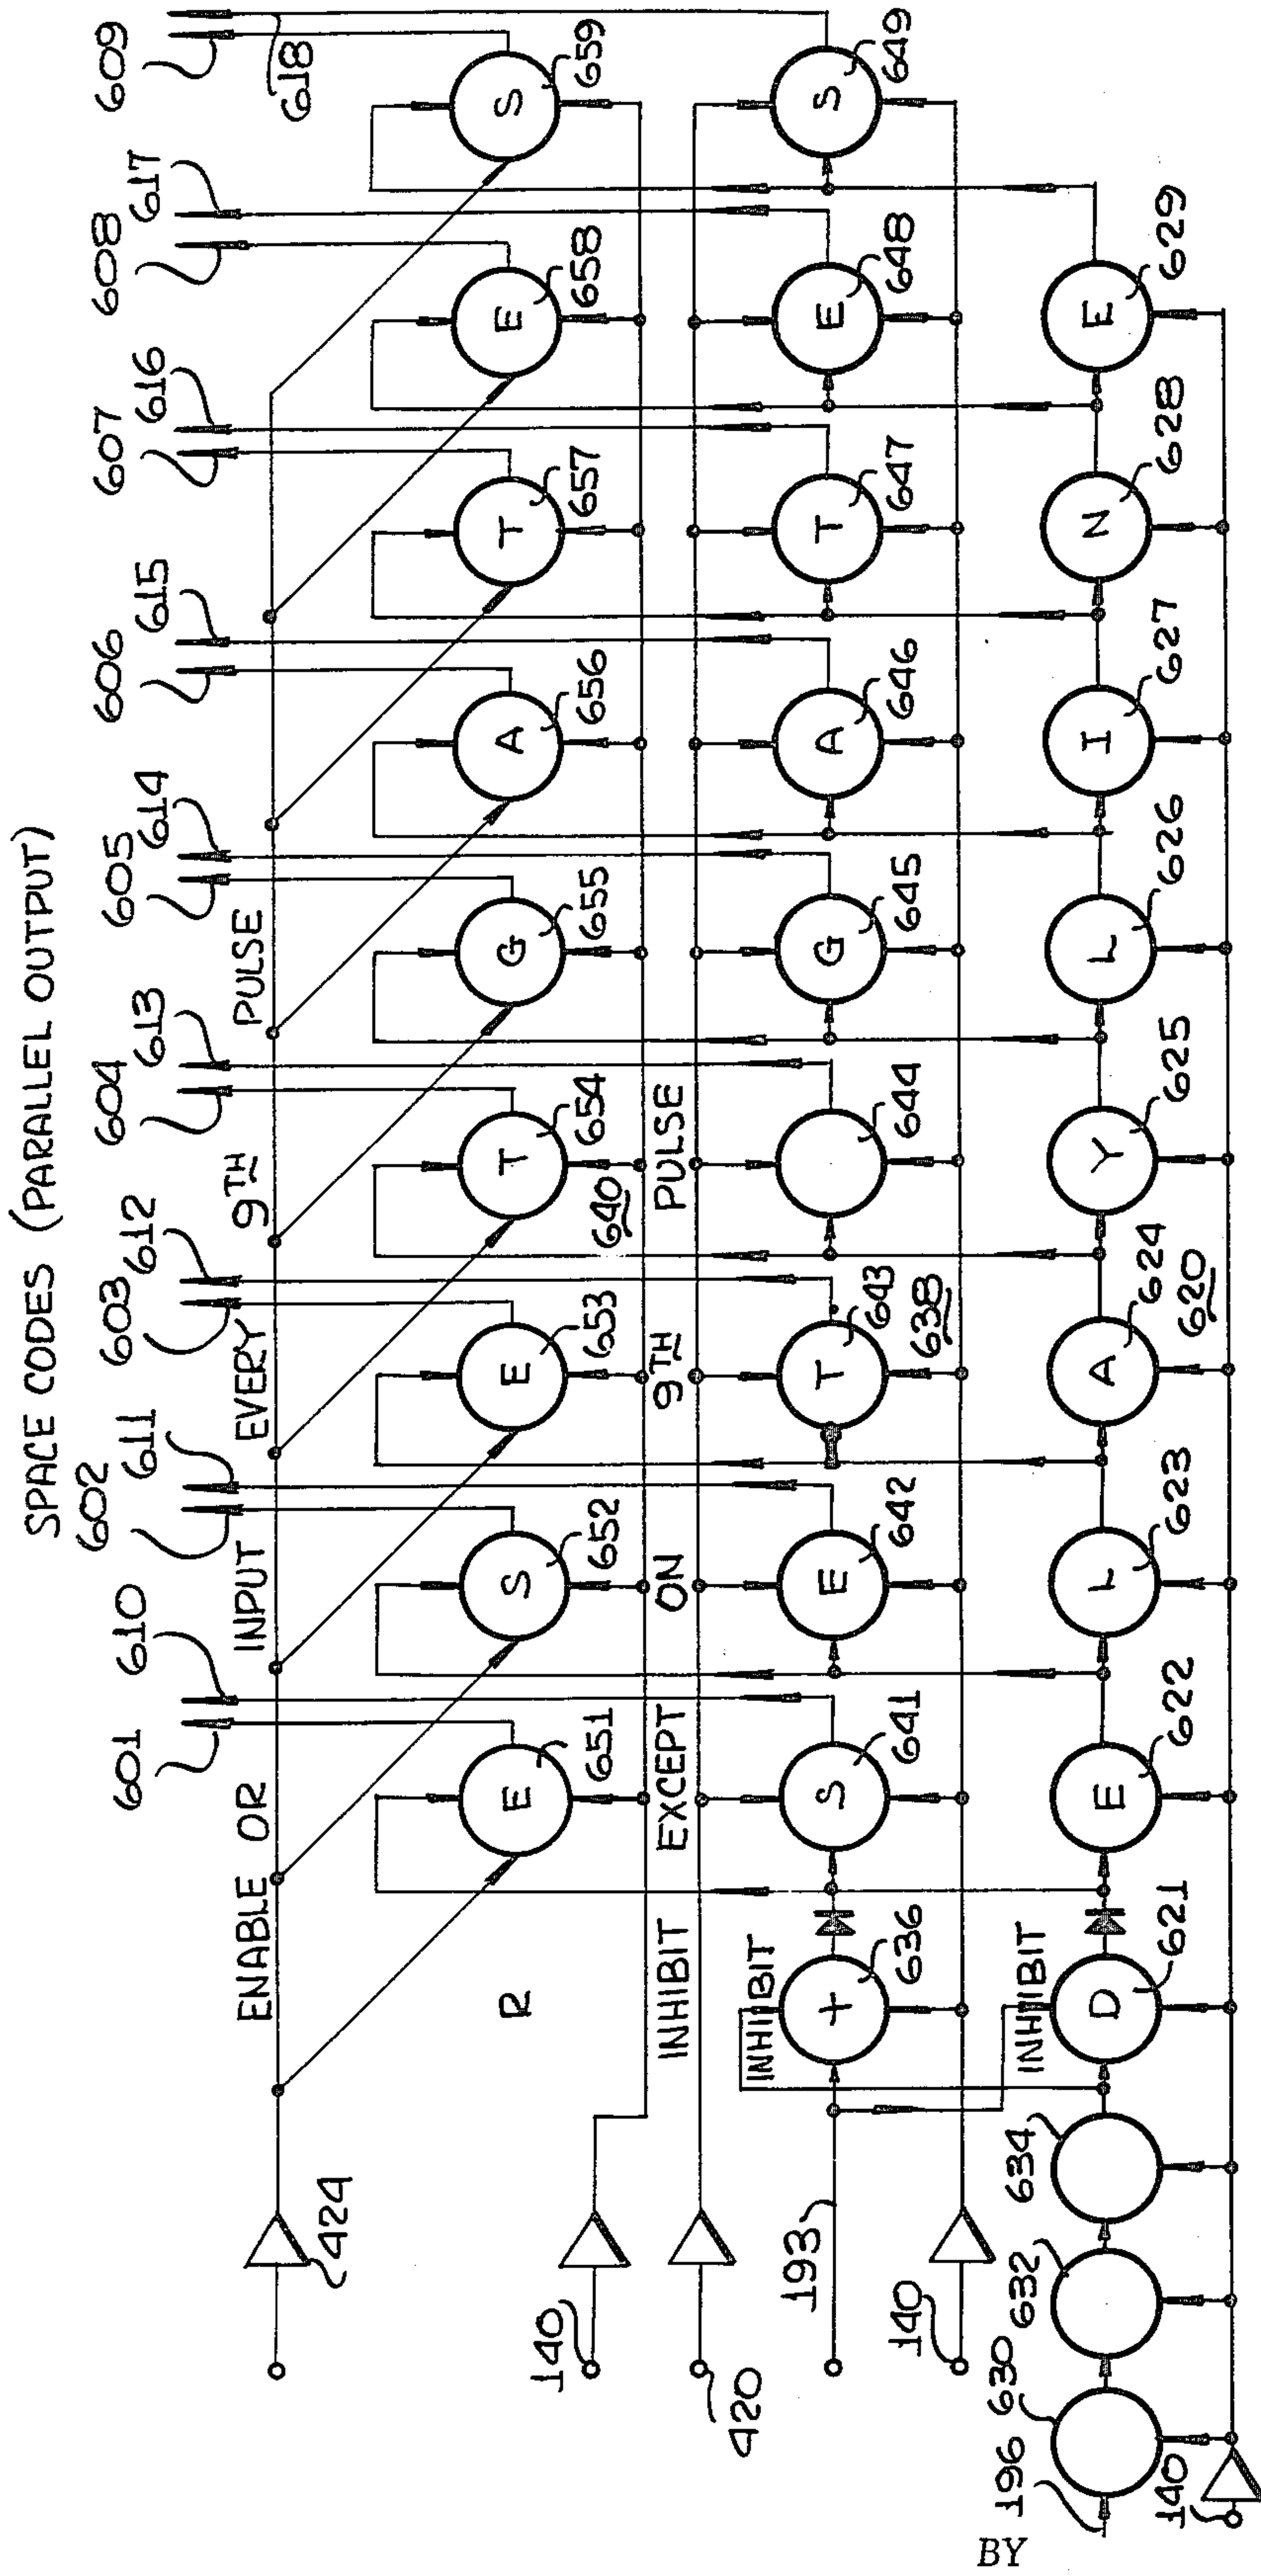 SPACE CODES (PARALLEL OUTPUT)
601 610 602 611 603 612 604 613 605 614 606 615 607 616 608 617 609
618
ENABLE OR INPUT EVERY 9TH PULSE
424
R E S E T G A T E S
651 652 653 654 655 656 657 658 659
140 640
INHIBIT EXCEPT ON 9TH PULSE
420
INHIBIT
193 + S E T G A T E S
636 641 642 643 644 645 646 647 648 649
140 638
INHIBIT
196 630 632 634
D E L A Y L I N E
621 622 623 624 625 626 627 628 629
620
140
BY